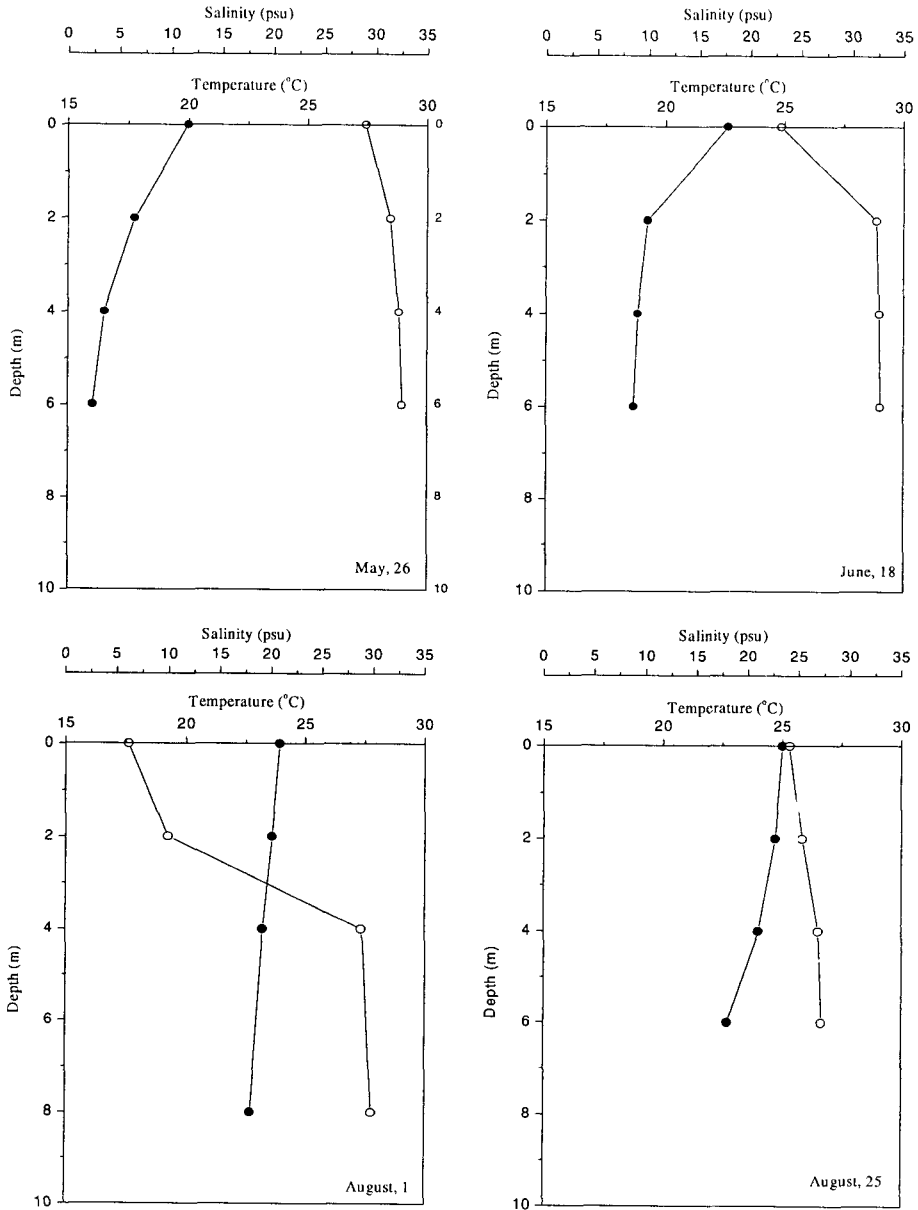 Salinity (psu)
0 5 10 15 20 25 30 35
Temperature (°C)
15 20 25 30
0
2
4
6
8
10
Depth (m)
0
2
4
6
8
10
May, 26
Salinity (psu)
0 5 10 15 20 25 30 35
Temperature (°C)
15 20 25 30
0
2
4
6
8
10
Depth (m)
June, 18
Salinity (psu)
0 5 10 15 20 25 30 35
Temperature (°C)
15 20 25 30
0
2
4
6
8
10
Depth (m)
August, 1
Salinity (psu)
0 5 10 15 20 25 30 35
Temperature (°C)
15 20 25 30
0
2
4
6
8
10
Depth (m)
August, 25